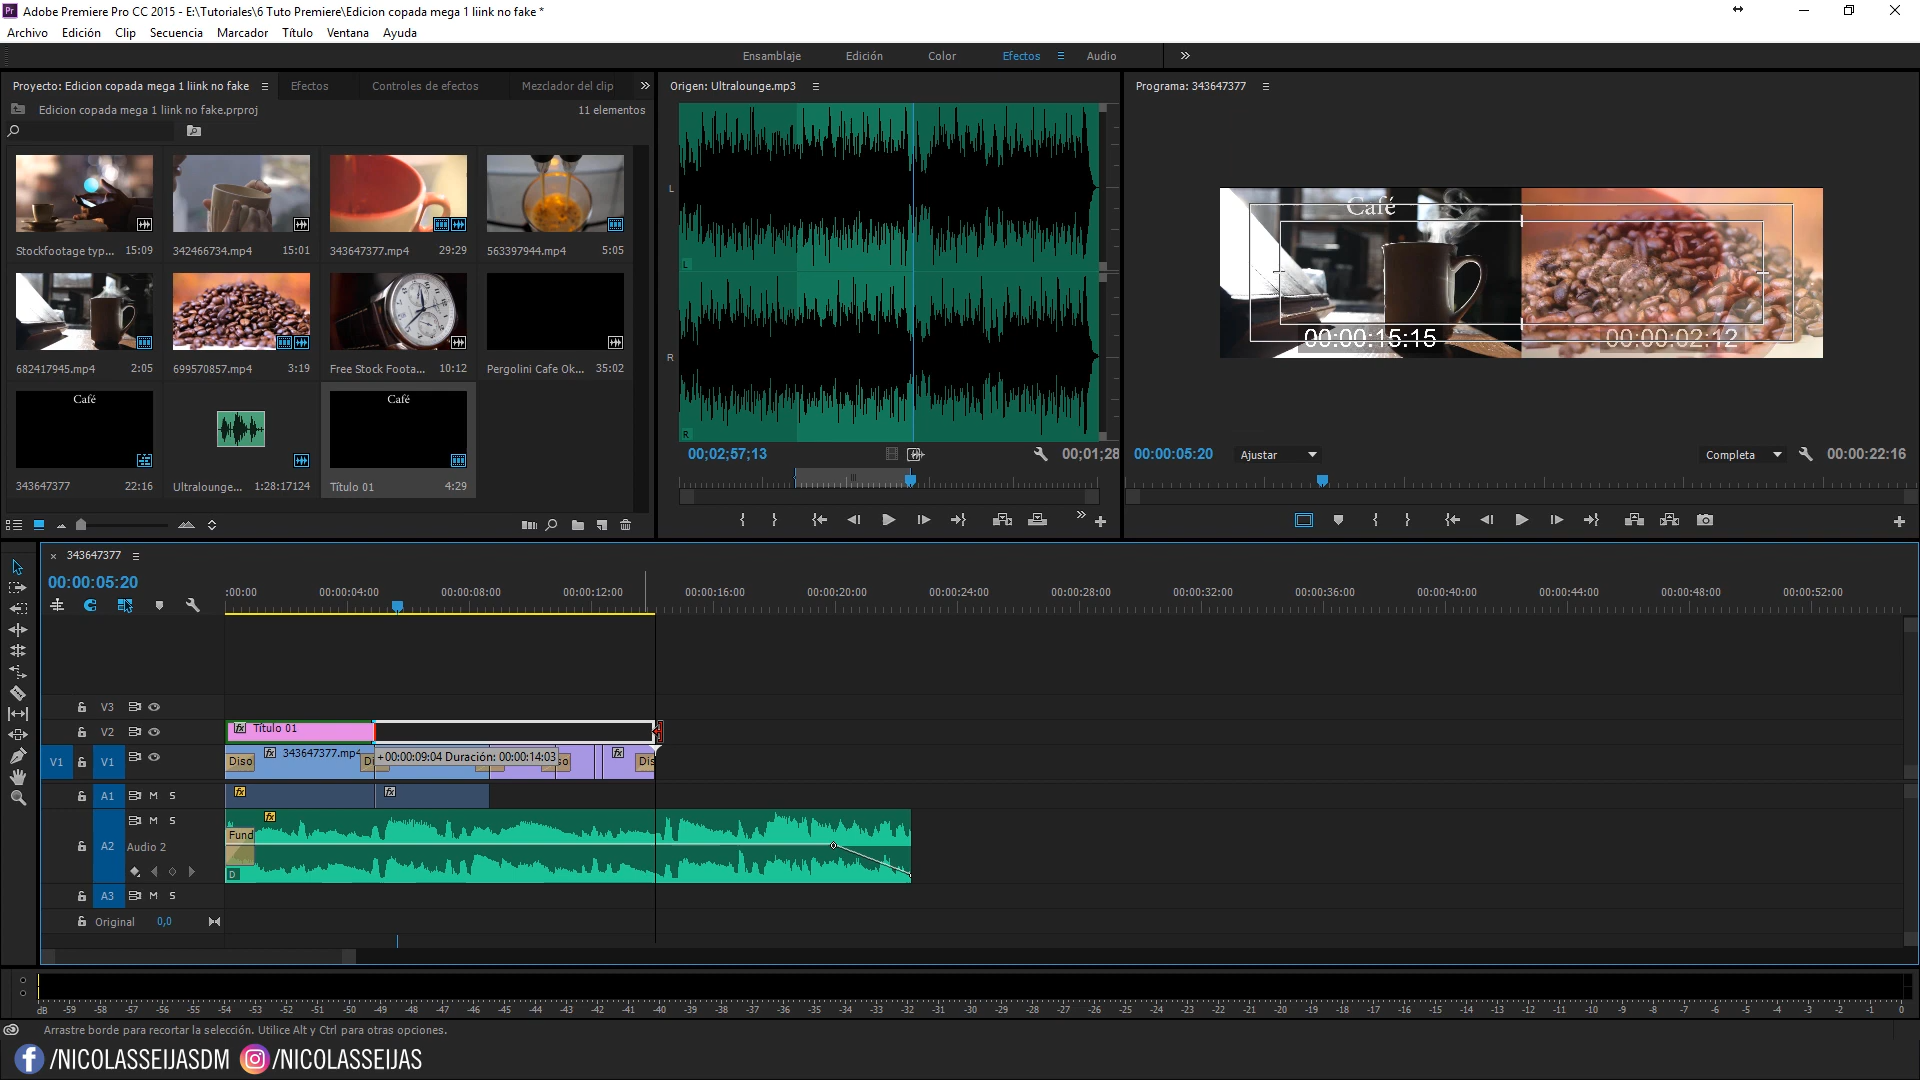 Adobe Premiere Pro CC 2015 - E:\Tutoriales\6 Tuto Premiere\Edicion copada mega 1 liink no fake *
Archivo Edición Clip Secuencia Marcador Título Ventana Ayuda
Ensamblaje Edición Color Efectos Audio
Proyecto: Edicion copada mega 1 liink no fake Efectos Controles de efectos Mezclador del clip
Edicion copada mega 1 liink no fake.prproj 11 elementos
Stockfootage typ... 15:09 342466734.mp4 15:01 343647377.mp4 29:29 563397944.mp4 5:05
682417945.mp4 2:05 699570857.mp4 3:19 Free Stock Foota... 10:12 Pergolini Cafe Ok... 35:02
Café Café
343647377 22:16 Ultralounge... 1:28:17124 Título 01 4:29
Origen: Ultralounge.mp3
L
L
R
R
00;02;57;13 00;01;28
Programa: 343647377
Café
00:00:15:15 00:00:02:12
00:00:05:20 Ajustar Completa 00:00:22:16
343647377
00:00:05:20
:00:00 00:00:04:00 00:00:08:00 00:00:12:00 00:00:16:00 00:00:20:00 00:00:24:00 00:00:28:00 00:00:32:00 00:00:36:00 00:00:40:00 00:00:44:00 00:00:48:00 00:00:52:00
V3
V2 fx Título 01
V1 V1 Diso fx 343647377.mp4 Di +00:00:09:04 Duración: 00:00:14:03 so fx Dis
A1 M S fx fx
M S fx
A2 Audio 2 Fund
D
A3 M S
Original 0,0
dB -59 -58 -57 -56 -55 -54 -53 -52 -51 -50 -49 -48 -47 -46 -45 -44 -43 -42 -41 -40 -39 -38 -37 -36 -35 -34 -33 -32 -31 -30 -29 -28 -27 -26 -25 -24 -23 -22 -21 -20 -19 -18 -17 -16 -15 -14 -13 -12 -11 -10 -9 -8 -7 -6 -5 -4 -3 -2 -1 0
Arrastre borde para recortar la selección. Utilice Alt y Ctrl para otras opciones.
/NICOLASSEIJASDM /NICOLASSEIJAS